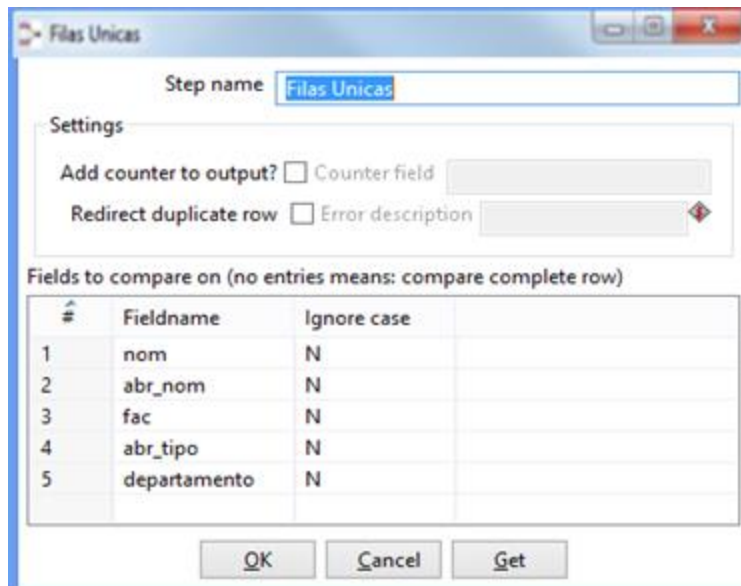 Filas Unicas
Step name Filas Unicas
Settings
Add counter to output? Counter field
Redirect duplicate row Error description
Fields to compare on (no entries means: compare complete row)
# Fieldname Ignore case
1 nom N
2 abr_nom N
3 fac N
4 abr_tipo N
5 departamento N
OK Cancel Get